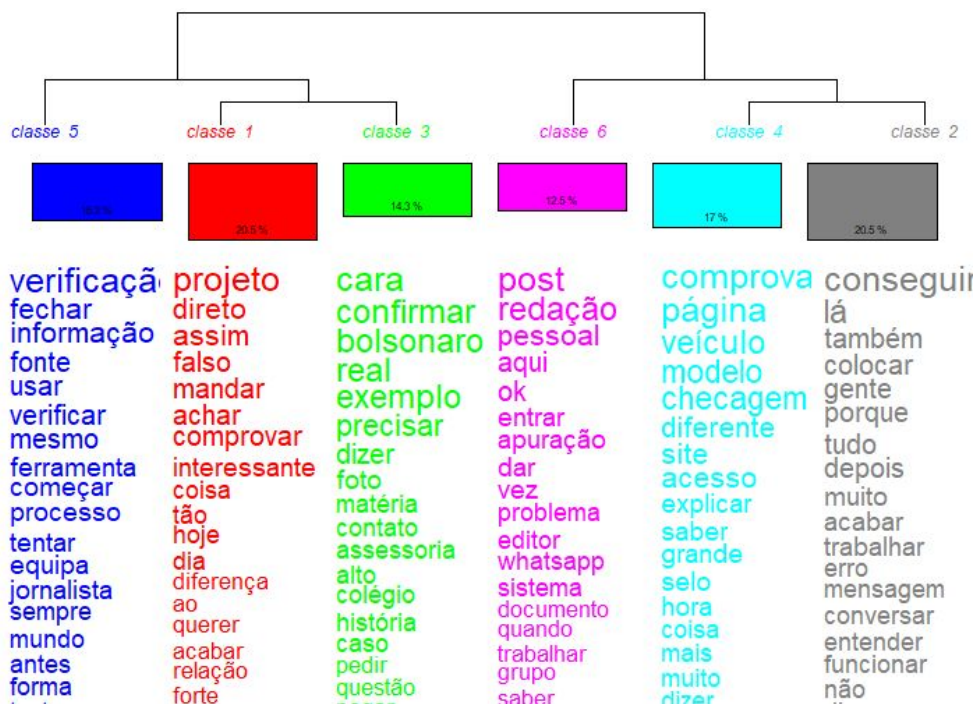 classe 5 classe 1 classe 3 classe 6 classe 4 classe 2
20.5 % 14.3 % 12.5 % 17 % 20.5 %
verificaçã
fechar
informação
fonte
usar
verificar
mesmo
ferramenta
começar
processo
tentar
equipa
jornalista
sempre
mundo
antes
forma
projeto
direto
assim
falso
mandar
achar
comprovar
interessante
coisa
tão
hoje
dia
diferença
ao
querer
acabar
relação
forte
cara
confirmar
bolsonaro
real
exemplo
precisar
dizer
foto
matéria
contato
assessoria
alto
colégio
história
caso
pedir
questão
post
redação
pessoal
aqui
ok
entrar
apuração
dar
vez
problema
editor
whatsapp
sistema
documento
quando
trabalhar
grupo
saber
comprova
página
veículo
modelo
checagem
diferente
site
acesso
explicar
saber
grande
selo
hora
coisa
mais
muito
dizer
conseguir
lá
também
colocar
gente
porque
tudo
depois
muito
acabar
trabalhar
erro
mensagem
conversar
entender
funcionar
não